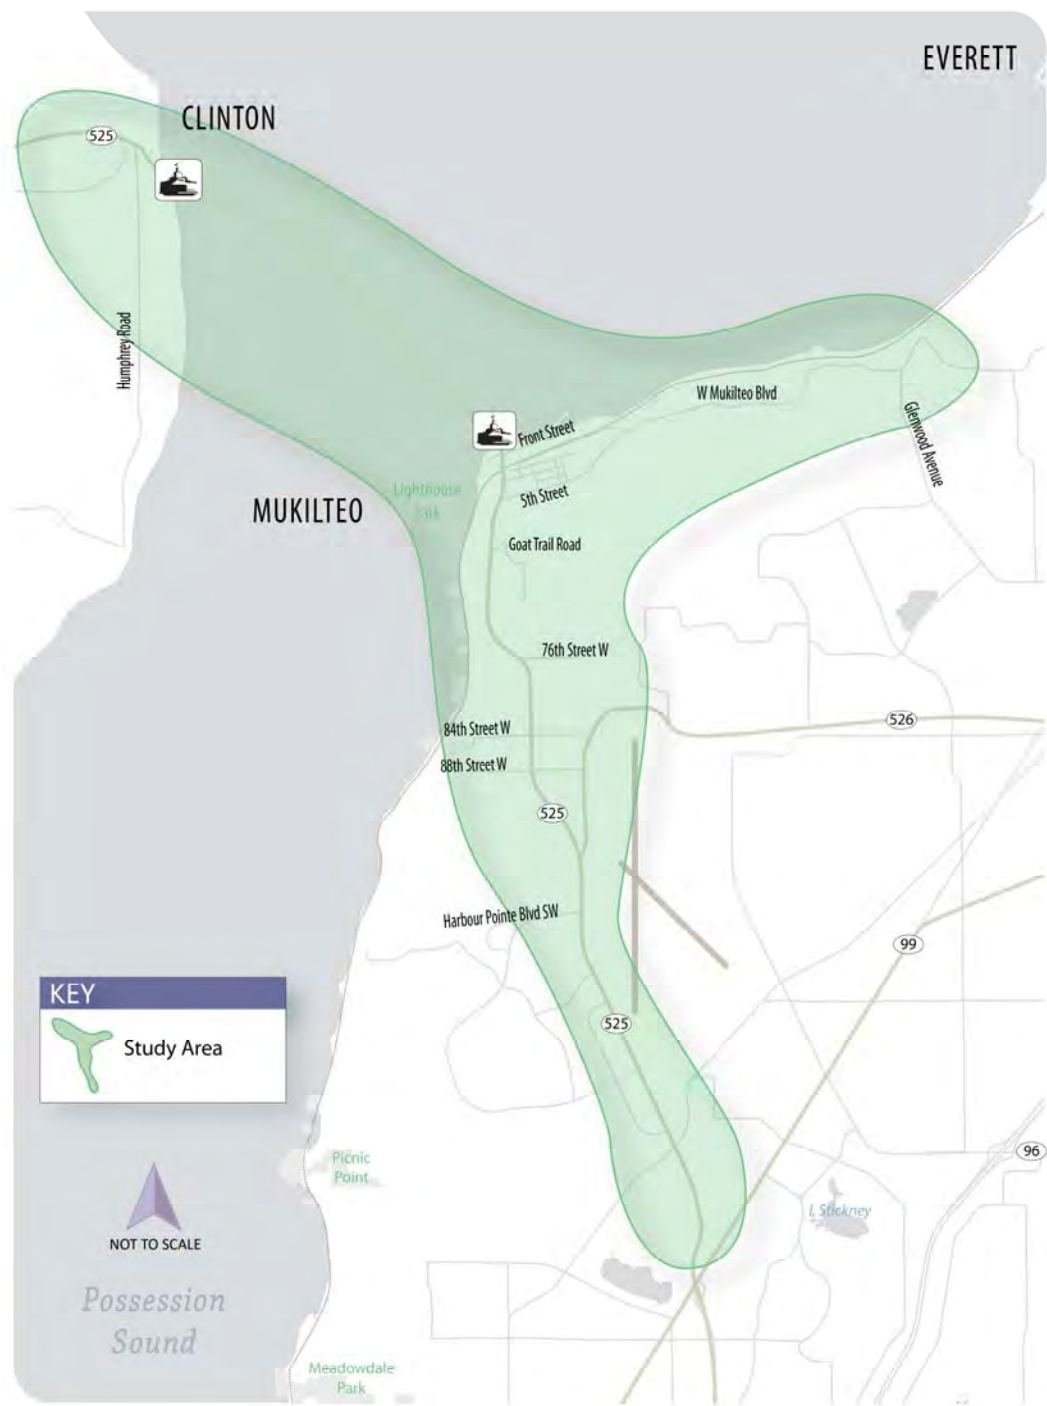 EVERETT
CLINTON
525
Humphrey Road
W Mukilteo Blvd
Glenwood Avenue
Front Street
Lighthouse
Park
5th Street
MUKILTEO
Goat Trail Road
76th Street W
526
84th Street W
88th Street W
525
Harbour Pointe Blvd SW
99
KEY
525
Study Area
96
Picnic
Point
L Stickney
NOT TO SCALE
Possession
Sound
Meadowdale
Park